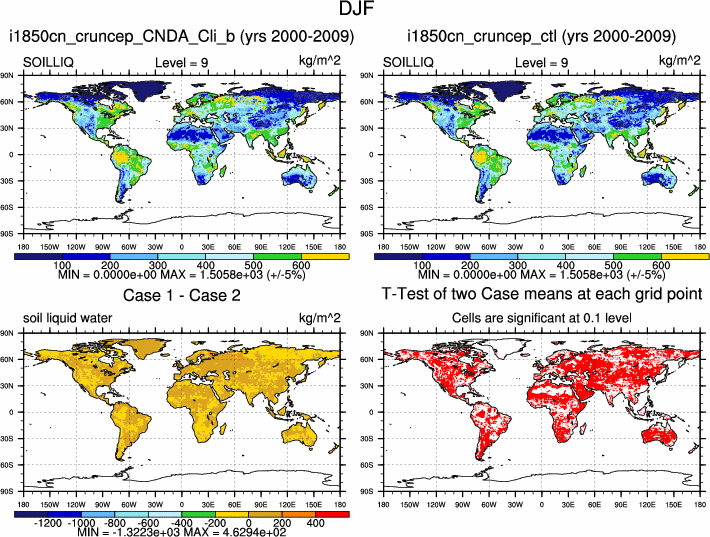 DJF
i1850cn_cruncep_CNDA_Cli_b (yrs 2000-2009)
i1850cn_cruncep_ctl (yrs 2000-2009)
SOILLIQ Level = 9 kg/m^2
SOILLIQ Level = 9 kg/m^2
90N
60N
30N
0
30S
60S
90S
180 150W 120W 90W 60W 30W 0 30E 60E 90E 120E 150E 180
90N
60N
30N
0
30S
60S
90S
180 150W 120W 90W 60W 30W 0 30E 60E 90E 120E 150E 180
100 200 300 400 500 600
MIN = 0.0000e+00 MAX = 1.5058e+03 (+/-5%)
100 200 300 400 500 600
MIN = 0.0000e+00 MAX = 1.5058e+03 (+/-5%)
Case 1 - Case 2
T-Test of two Case means at each grid point
soil liquid water kg/m^2
Cells are significant at 0.1 level
90N
60N
30N
0
30S
60S
90S
180 150W 120W 90W 60W 30W 0 30E 60E 90E 120E 150E 180
90N
60N
30N
0
30S
60S
90S
180 150W 120W 90W 60W 30W 0 30E 60E 90E 120E 150E 180
-1200 -1000 -800 -600 -400 -200 0 200 400
MIN = -1.3223e+03 MAX = 4.6294e+02